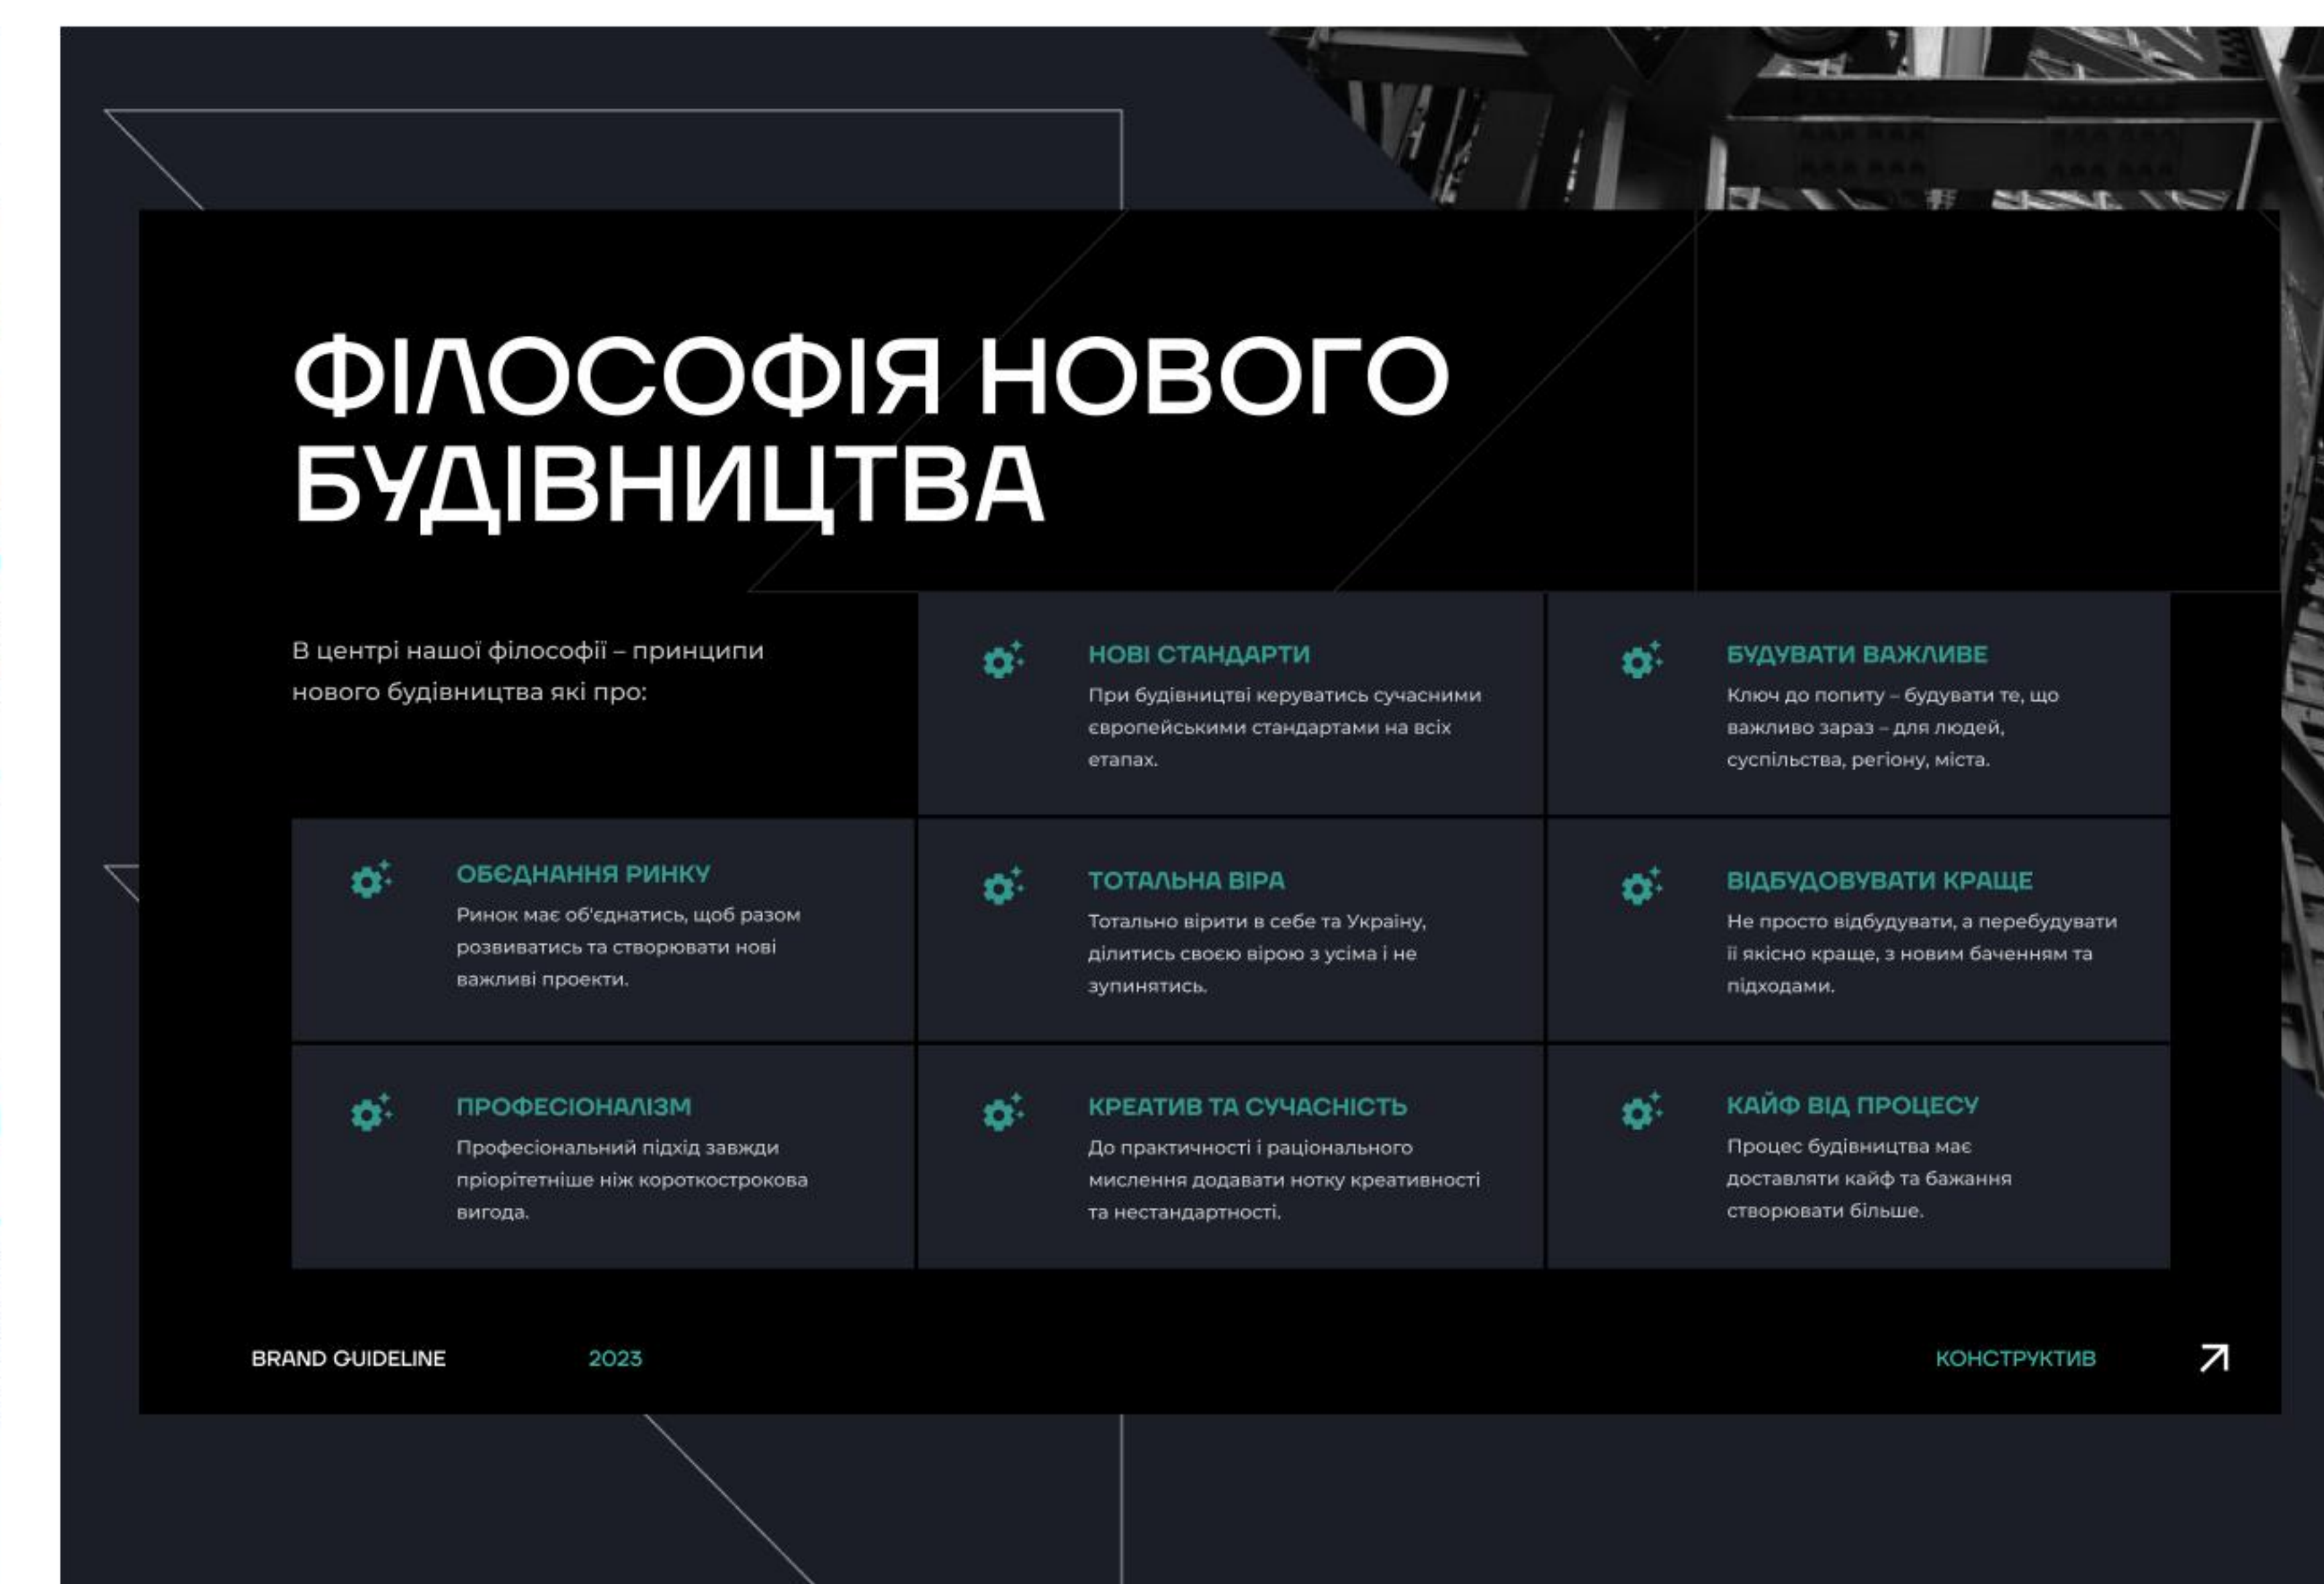 ФІЛОСОФІЯ НОВОГО
БУДІВНИЦТВА
В центрі нашої філософії – принципи
нового будівництва які про:
НОВІ СТАНДАРТИ
При будівництві керуватись сучасними
європейськими стандартами на всіх
етапах.
БУДУВАТИ ВАЖЛИВЕ
Ключ до попиту – будувати те, що
важливо зараз – для людей,
суспільства, регіону, міста.
ОБЄДНАННЯ РИНКУ
Ринок має об'єднатись, щоб разом
розвиватись та створювати нові
важливі проекти.
ТОТАЛЬНА ВІРА
Тотально вірити в себе та Україну,
ділитись своєю вірою з усіма і не
зупинятись.
ВІДБУДОВУВАТИ КРАЩЕ
Не просто відбудувати, а перебудувати
її якісно краще, з новим баченням та
підходами.
ПРОФЕСІОНАЛІЗМ
Професіональний підхід завжди
пріорітетніше ніж короткострокова
вигода.
КРЕАТИВ ТА СУЧАСНІСТЬ
До практичності і раціонального
мислення додавати нотку креативності
та нестандартності.
КАЙФ ВІД ПРОЦЕСУ
Процес будівництва має
доставляти кайф та бажання
створювати більше.
BRAND GUIDELINE
2023
КОНСТРУКТИВ